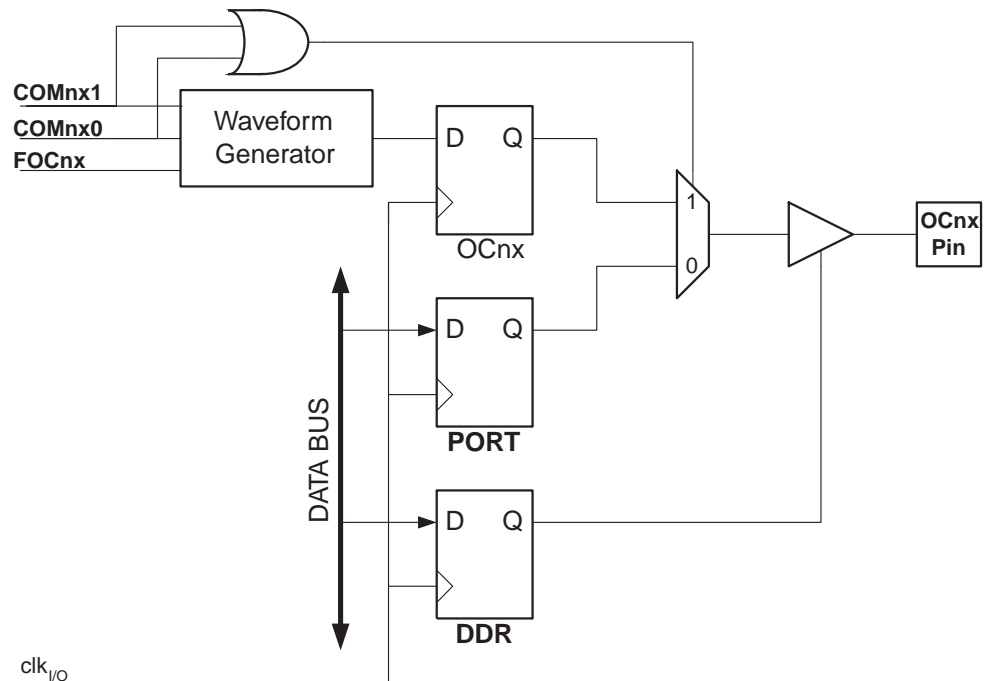 COMnx1
COMnx0
FOCnx
Waveform
Generator
D Q
OCnx
1
0
OCnx
Pin
D Q
PORT
DATA BUS
D Q
DDR
clkI/O